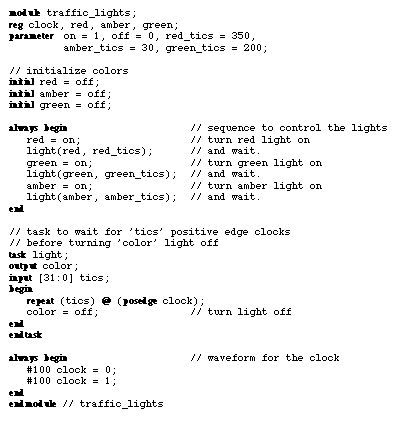 module traffic_lights;
reg clock, red, amber, green;
parameter on = 1, off = 0, red_tics = 350,
amber_tics = 30, green_tics = 200;
// initialize colors
initial red = off;
initial amber = off;
initial green = off;
always begin // sequence to control the lights
red = on; // turn red light on
light(red, red_tics); // and wait.
green = on; // turn green light on
light(green, green_tics); // and wait.
amber = on; // turn amber light on
light(amber, amber_tics); // and wait.
end
// task to wait for 'tics' positive edge clocks
// before turning 'color' light off
task light;
output color;
input [31:0] tics;
begin
repeat (tics) @ (posedge clock);
color = off; // turn light off
end
endtask
always begin // waveform for the clock
#100 clock = 0;
#100 clock = 1;
end
endmodule // traffic_lights